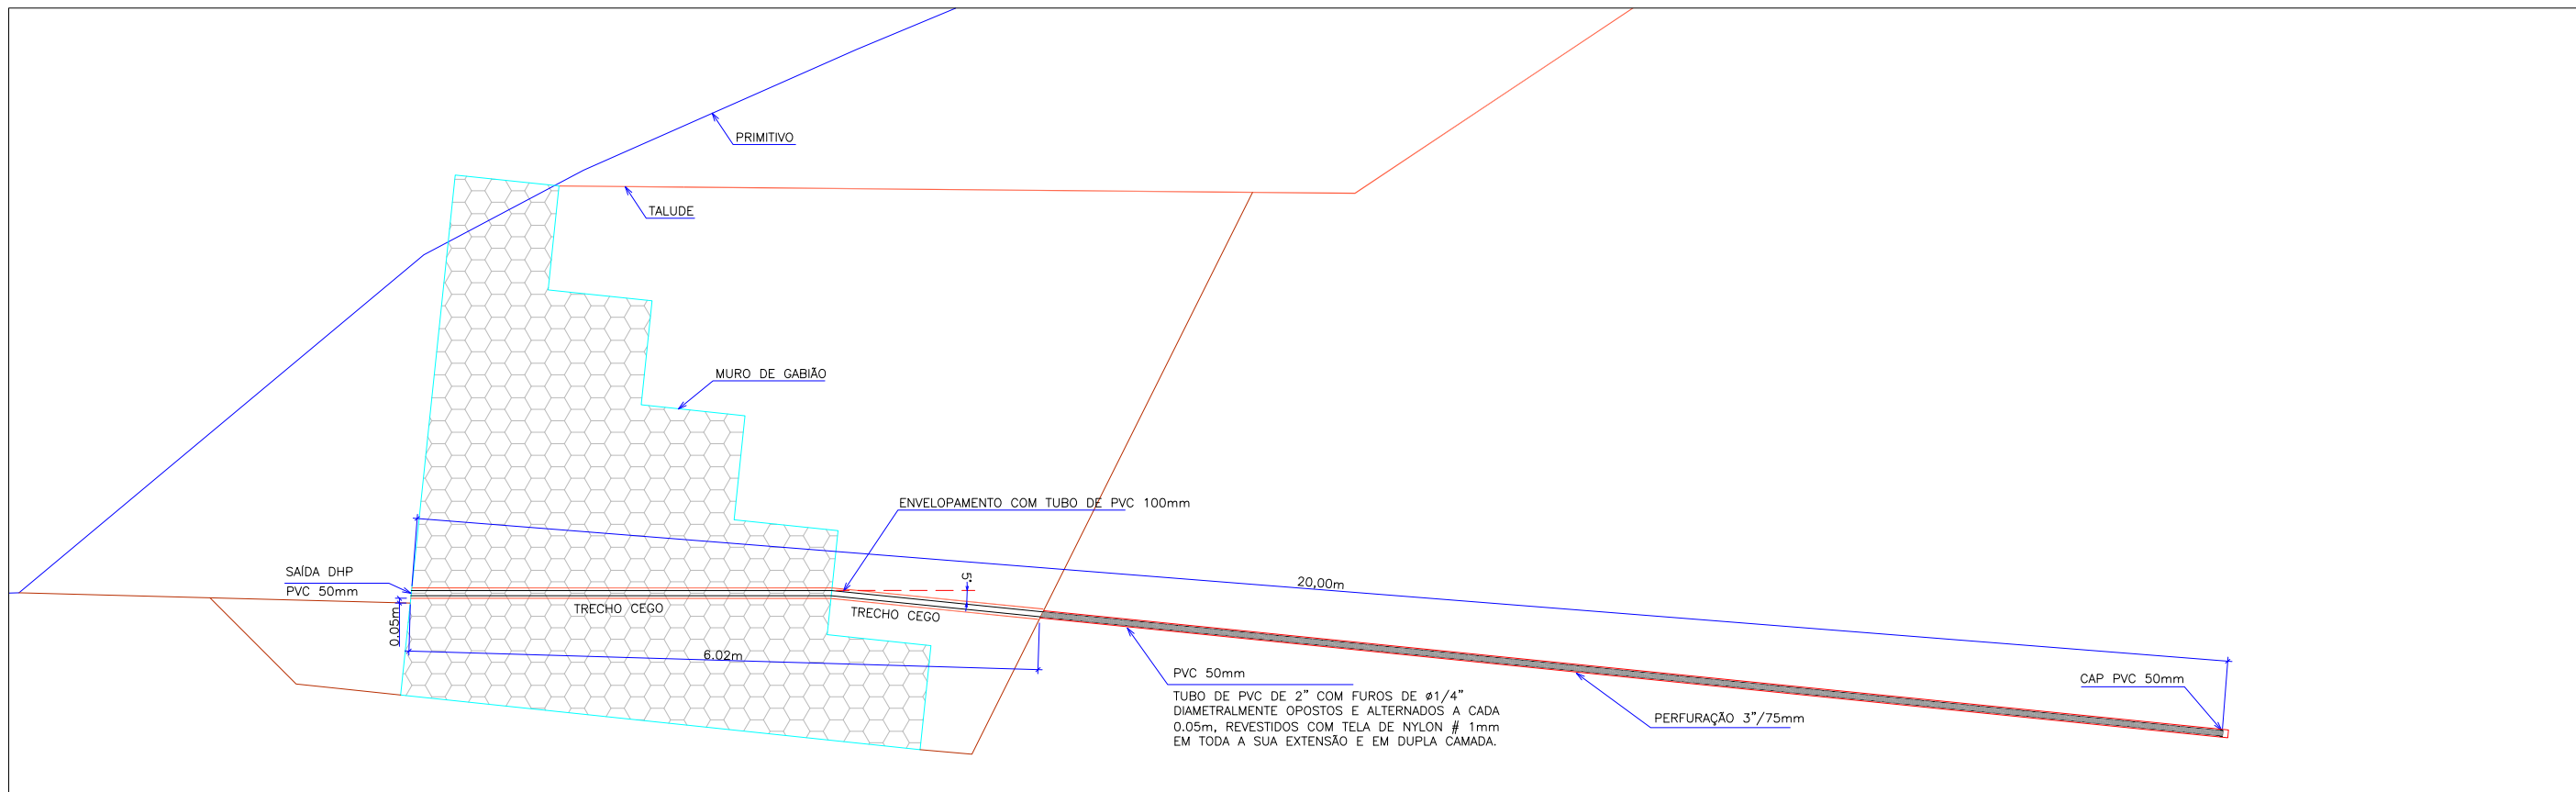 PRIMITIVO
TALUDE
MURO DE GABIÃO
ENVELOPAMENTO COM TUBO DE PVC 100mm
SAÍDA DHP
PVC 50mm
0.05m
TRECHO CEGO
TRECHO CEGO
5°
20,00m
6.02m
PVC 50mm
TUBO DE PVC DE 2" COM FUROS DE ø1/4"
DIAMETRALMENTE OPOSTOS E ALTERNADOS A CADA
0.05m, REVESTIDOS COM TELA DE NYLON # 1mm
EM TODA A SUA EXTENSÃO E EM DUPLA CAMADA.
PERFURAÇÃO 3"/75mm
CAP PVC 50mm